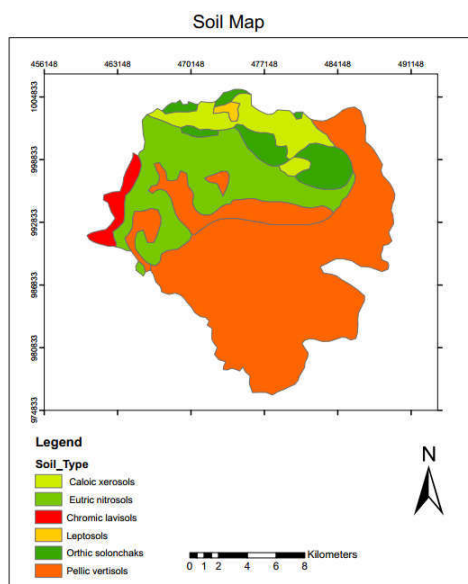 Soil Map
456148 463148 470148 477148 484148 491148
1004833
998833
992833
986833
980833
974833
Legend
Soil_Type
Caloic xerosols
Eutric nitrosols
Chromic lavisols
Leptosols
Orthic solonchaks
Pellic vertisols
N
Kilometers
0 1 2 4 6 8